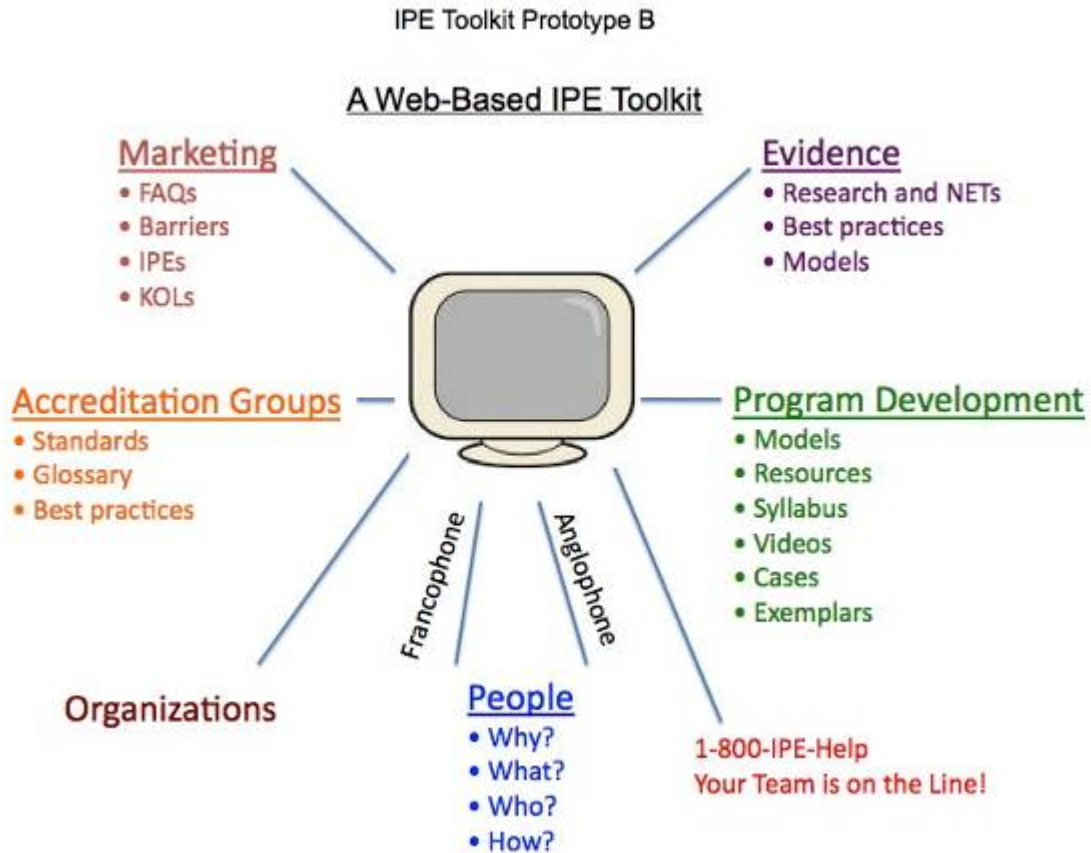 IPE Toolkit Prototype B
A Web-Based IPE Toolkit
Marketing
• FAQs
• Barriers
• IPEs
• KOLs
Evidence
• Research and NETs
• Best practices
• Models
Accreditation Groups
• Standards
• Glossary
• Best practices
Program Development
• Models
• Resources
• Syllabus
• Videos
• Cases
• Exemplars
Francophone
Anglophone
Organizations
People
• Why?
• What?
• Who?
• How?
1-800-IPE-Help
Your Team is on the Line!